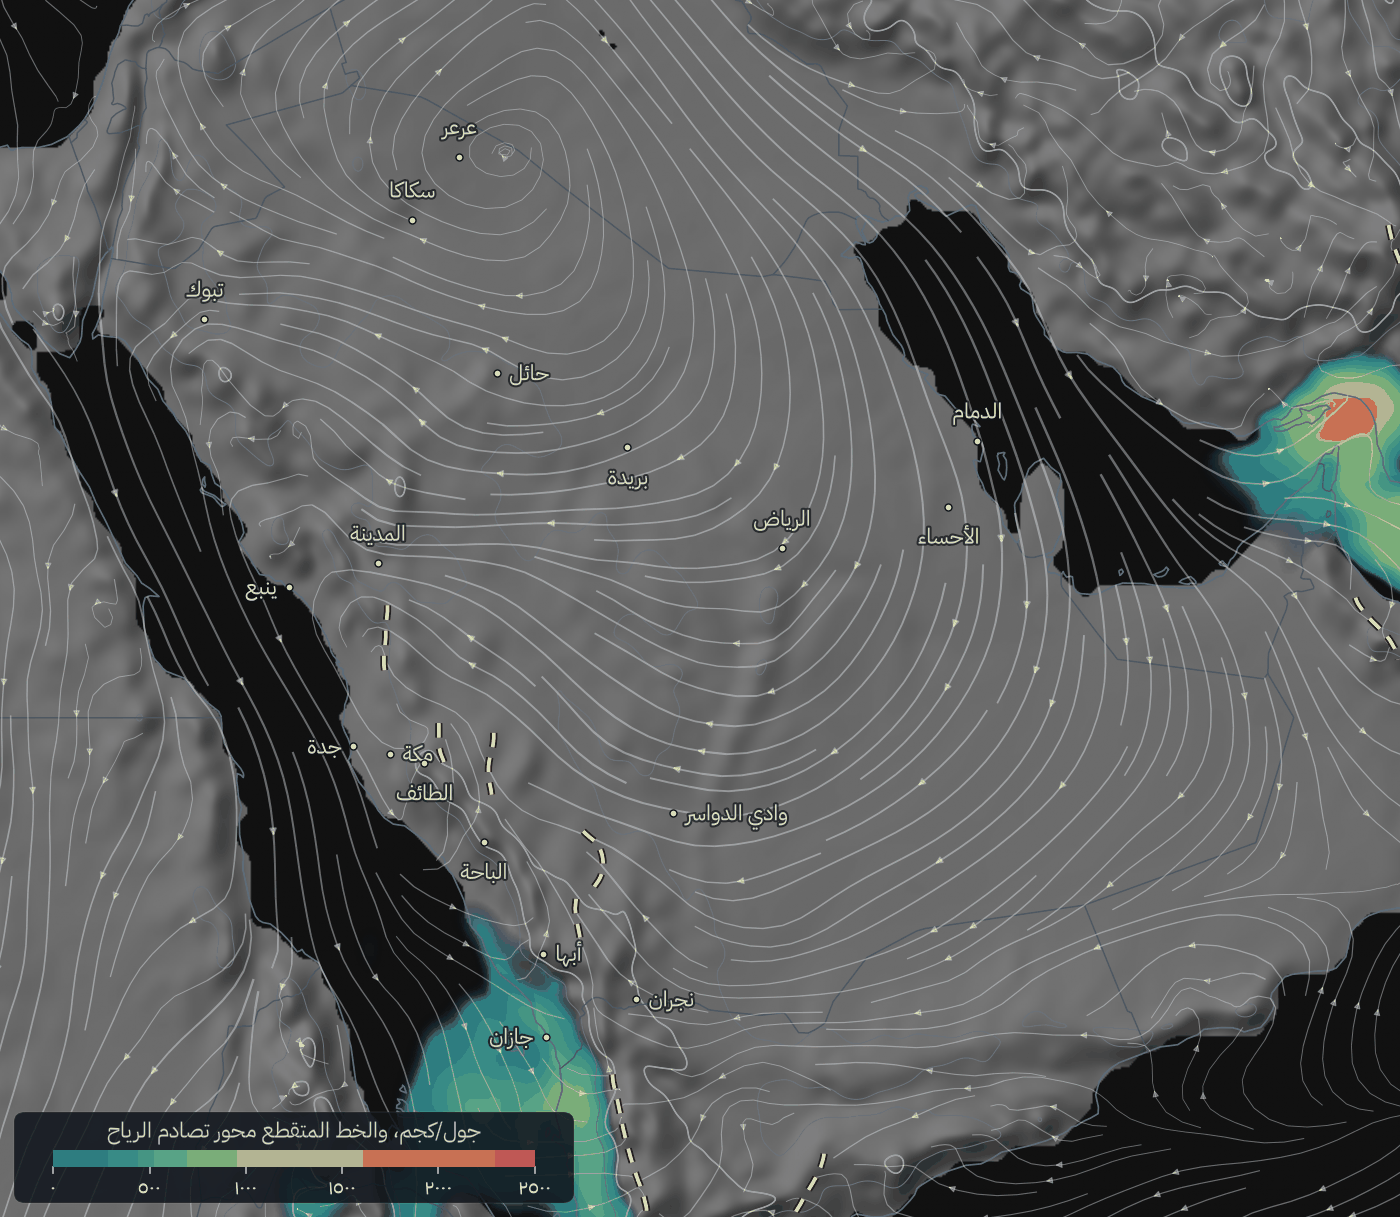 عرعر
سكاكا
تبوك
حائل
الدمام
بريدة
الرياض
الأحساء
المدينة
ينبع
جدة
مكة
الطائف
وادي الدواسر
الباحة
أبها
نجران
جازان
جول/كجم، والخط المتقطع محور تصادم الرياح
٠ ٥٠٠ ١٠٠٠ ١٥٠٠ ٢٠٠٠ ٢٥٠٠